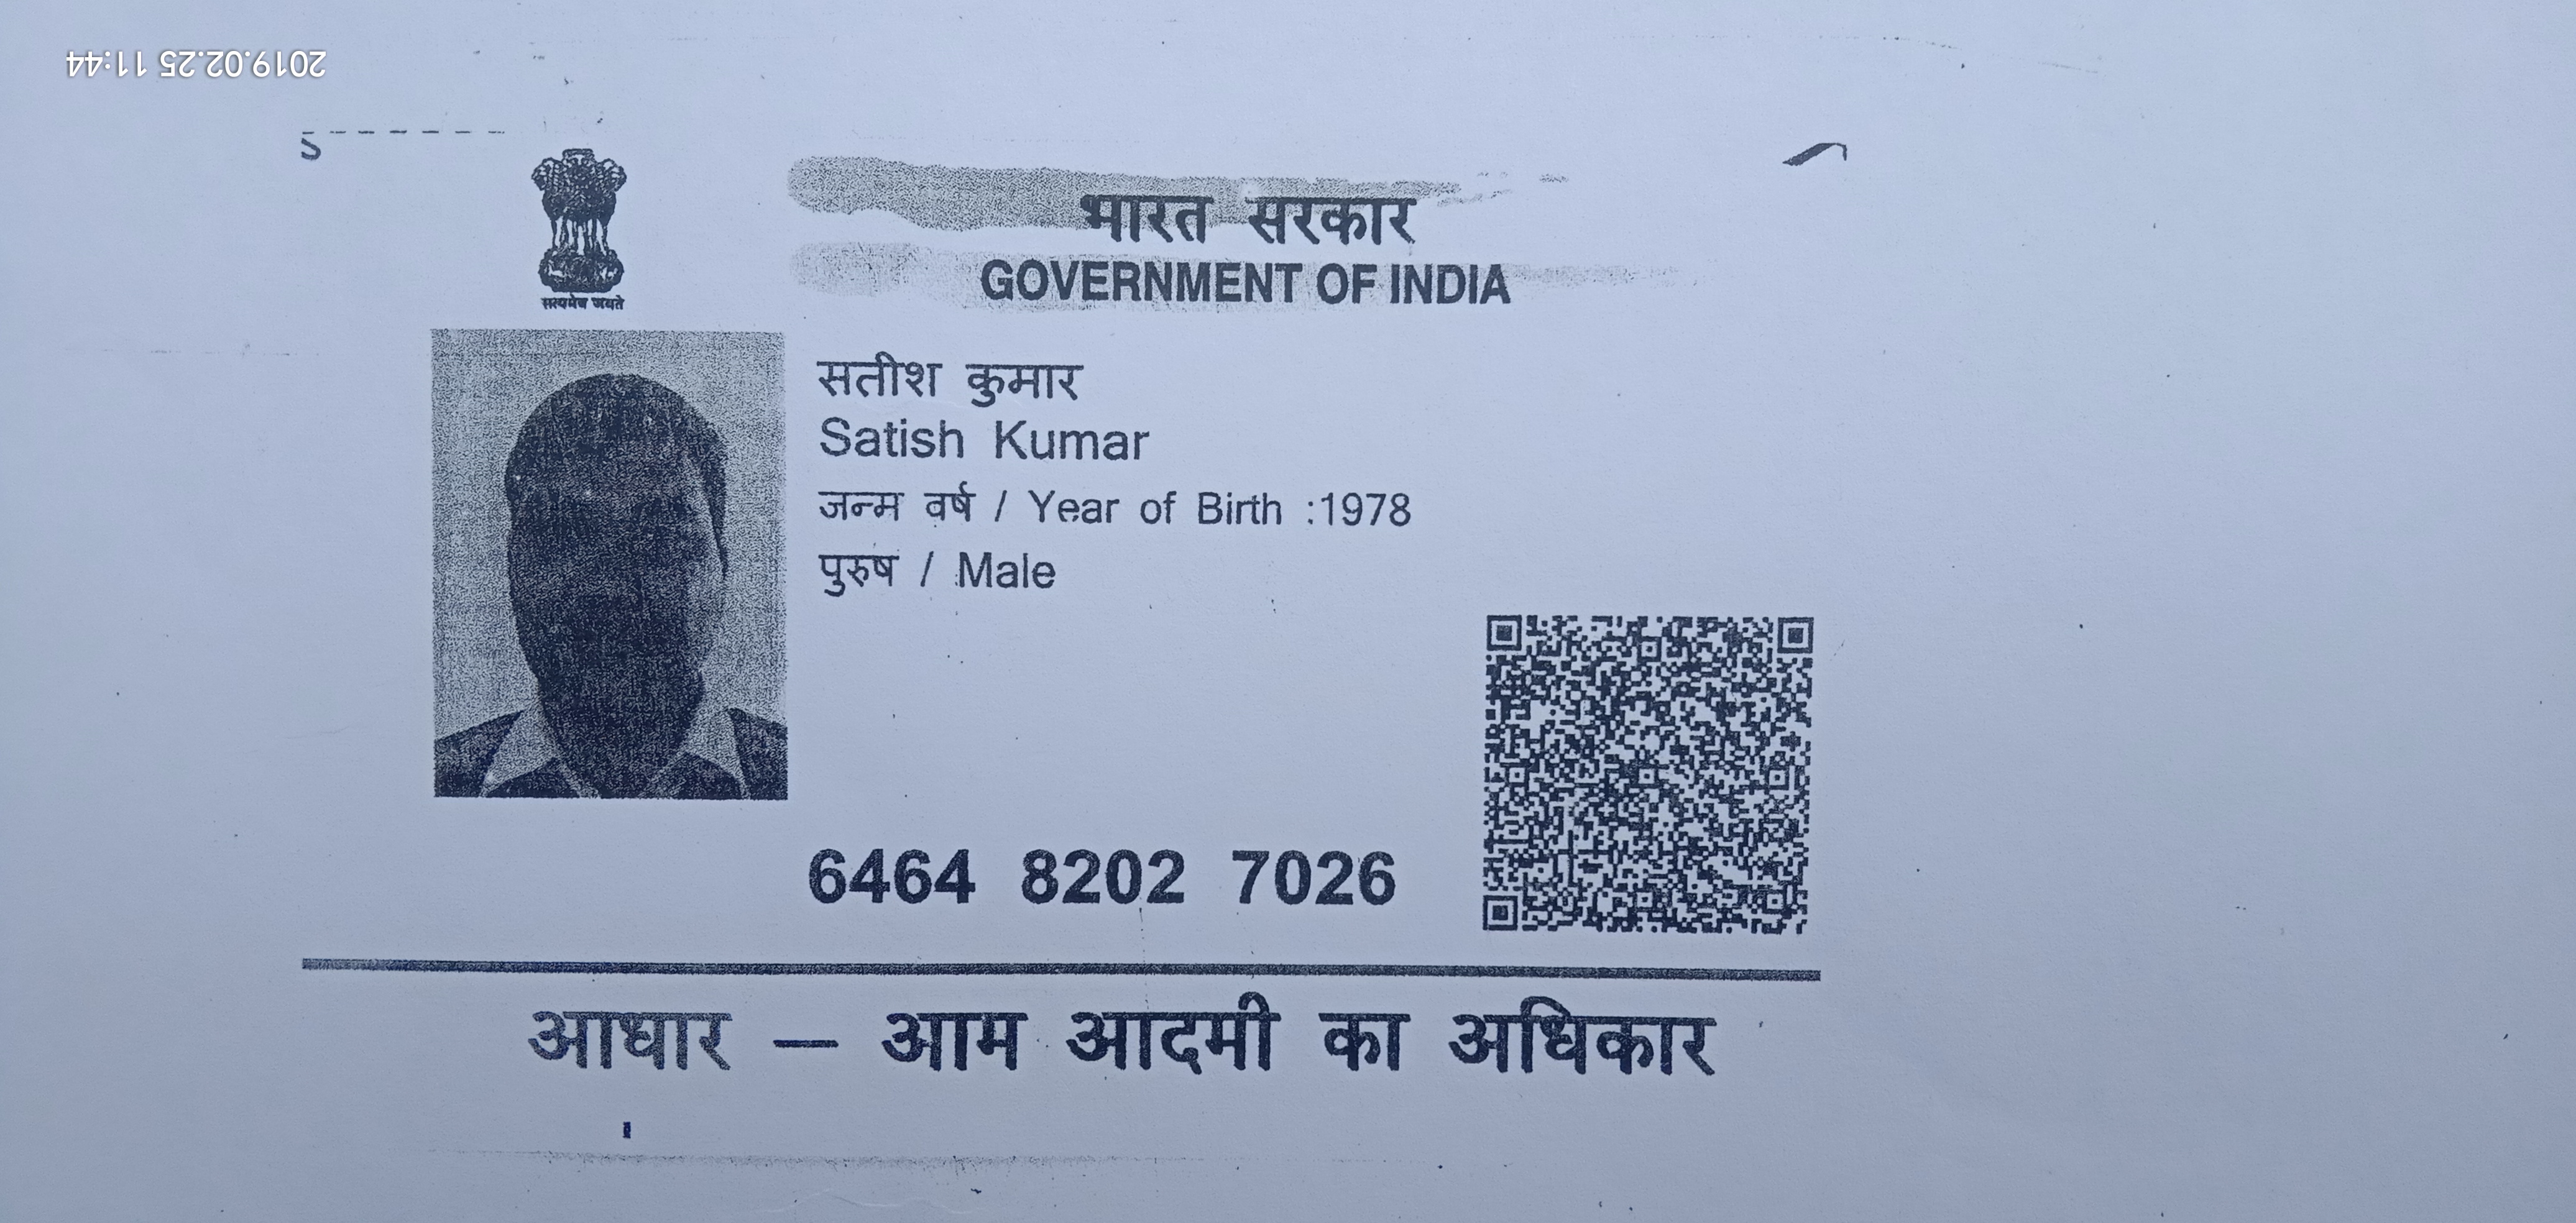 2019.02.25 11:44
सत्यमेव जयते
भारत सरकार
GOVERNMENT OF INDIA
सतीश कुमार
Satish Kumar
जन्म वर्ष / Year of Birth :1978
पुरुष / Male
6464 8202 7026
आधार — आम आदमी का अधिकार